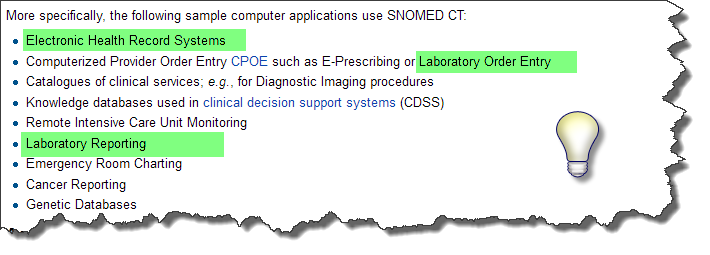 More specifically, the following sample computer applications use SNOMED CT:
Electronic Health Record Systems
Computerized Provider Order Entry CPOE such as E-Prescribing or Laboratory Order Entry
Catalogues of clinical services; e.g., for Diagnostic Imaging procedures
Knowledge databases used in clinical decision support systems (CDSS)
Remote Intensive Care Unit Monitoring
Laboratory Reporting
Emergency Room Charting
Cancer Reporting
Genetic Databases